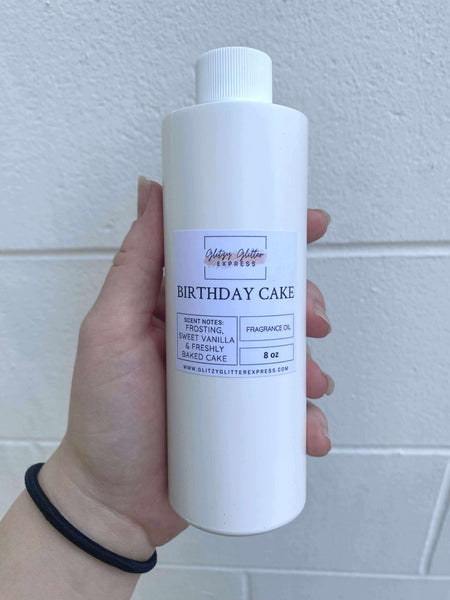 Glitzy Glitter
EXPRESS
BIRTHDAY CAKE
SCENT NOTES:
FROSTING,
SWEET VANILLA
& FRESHLY
BAKED CAKE
FRAGRANCE OIL
8 oz
WWW.GLITZYGLITTEREXPRESS.COM